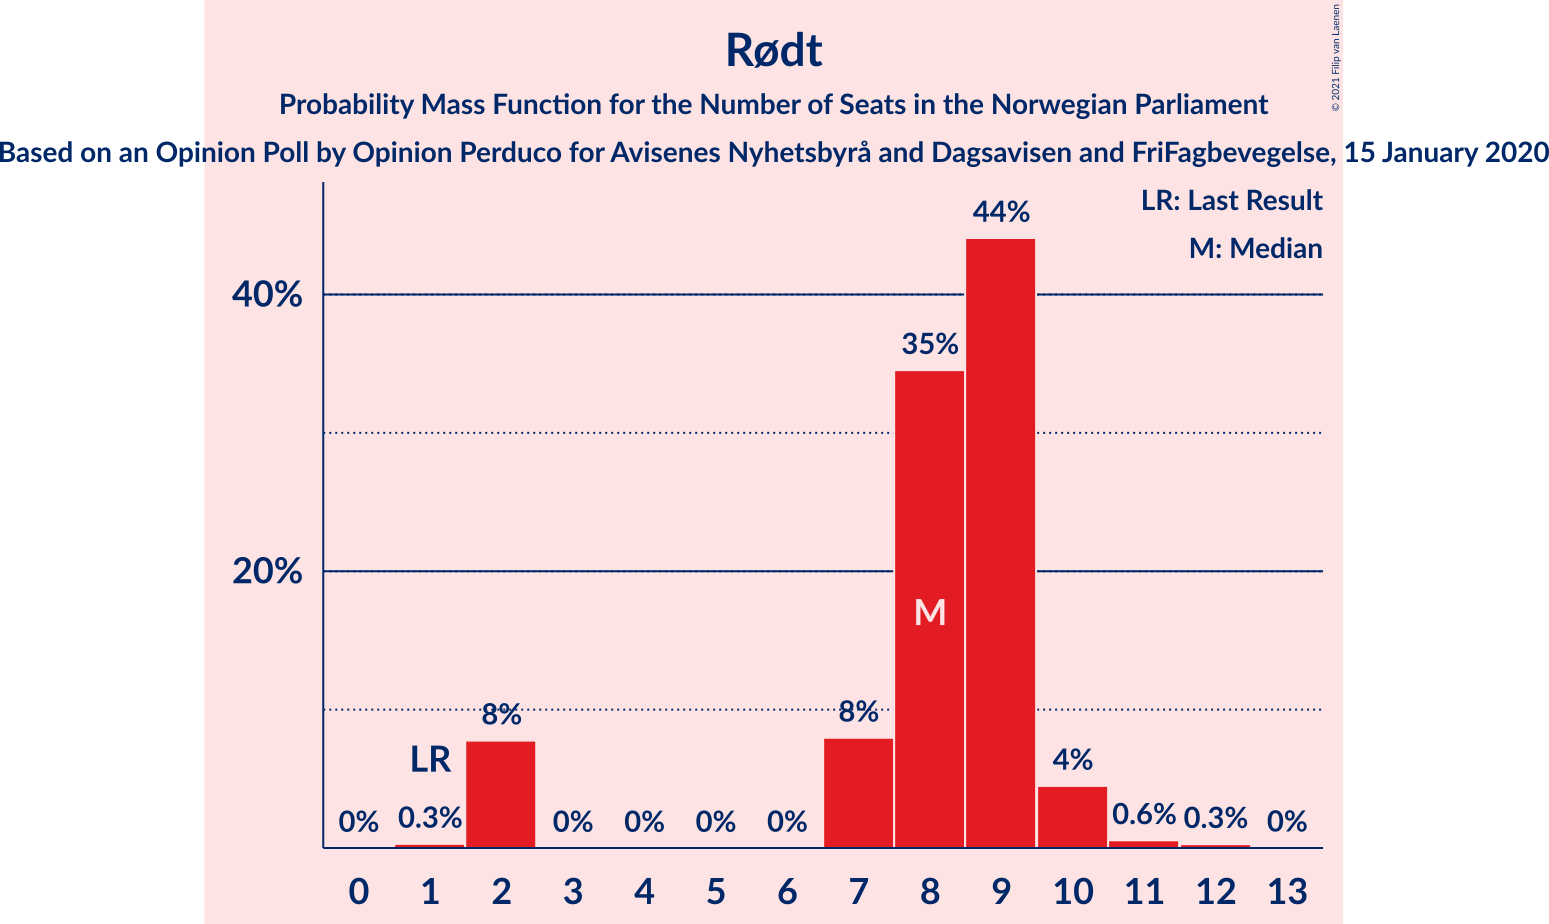 Rødt
Probability Mass Function for the Number of Seats in the Norwegian Parliament
Based on an Opinion Poll by Opinion Perduco for Avisenes Nyhetsbyrå and Dagsavisen and FriFagbevegelse, 15 January 2020
© 2021 Filip van Laenen
LR: Last Result
M: Median
44%
40%
35%
20%
M
8%
8%
LR
4%
0%
0.3%
0%
0%
0%
0%
0.6%
0.3%
0%
0 1 2 3 4 5 6 7 8 9 10 11 12 13